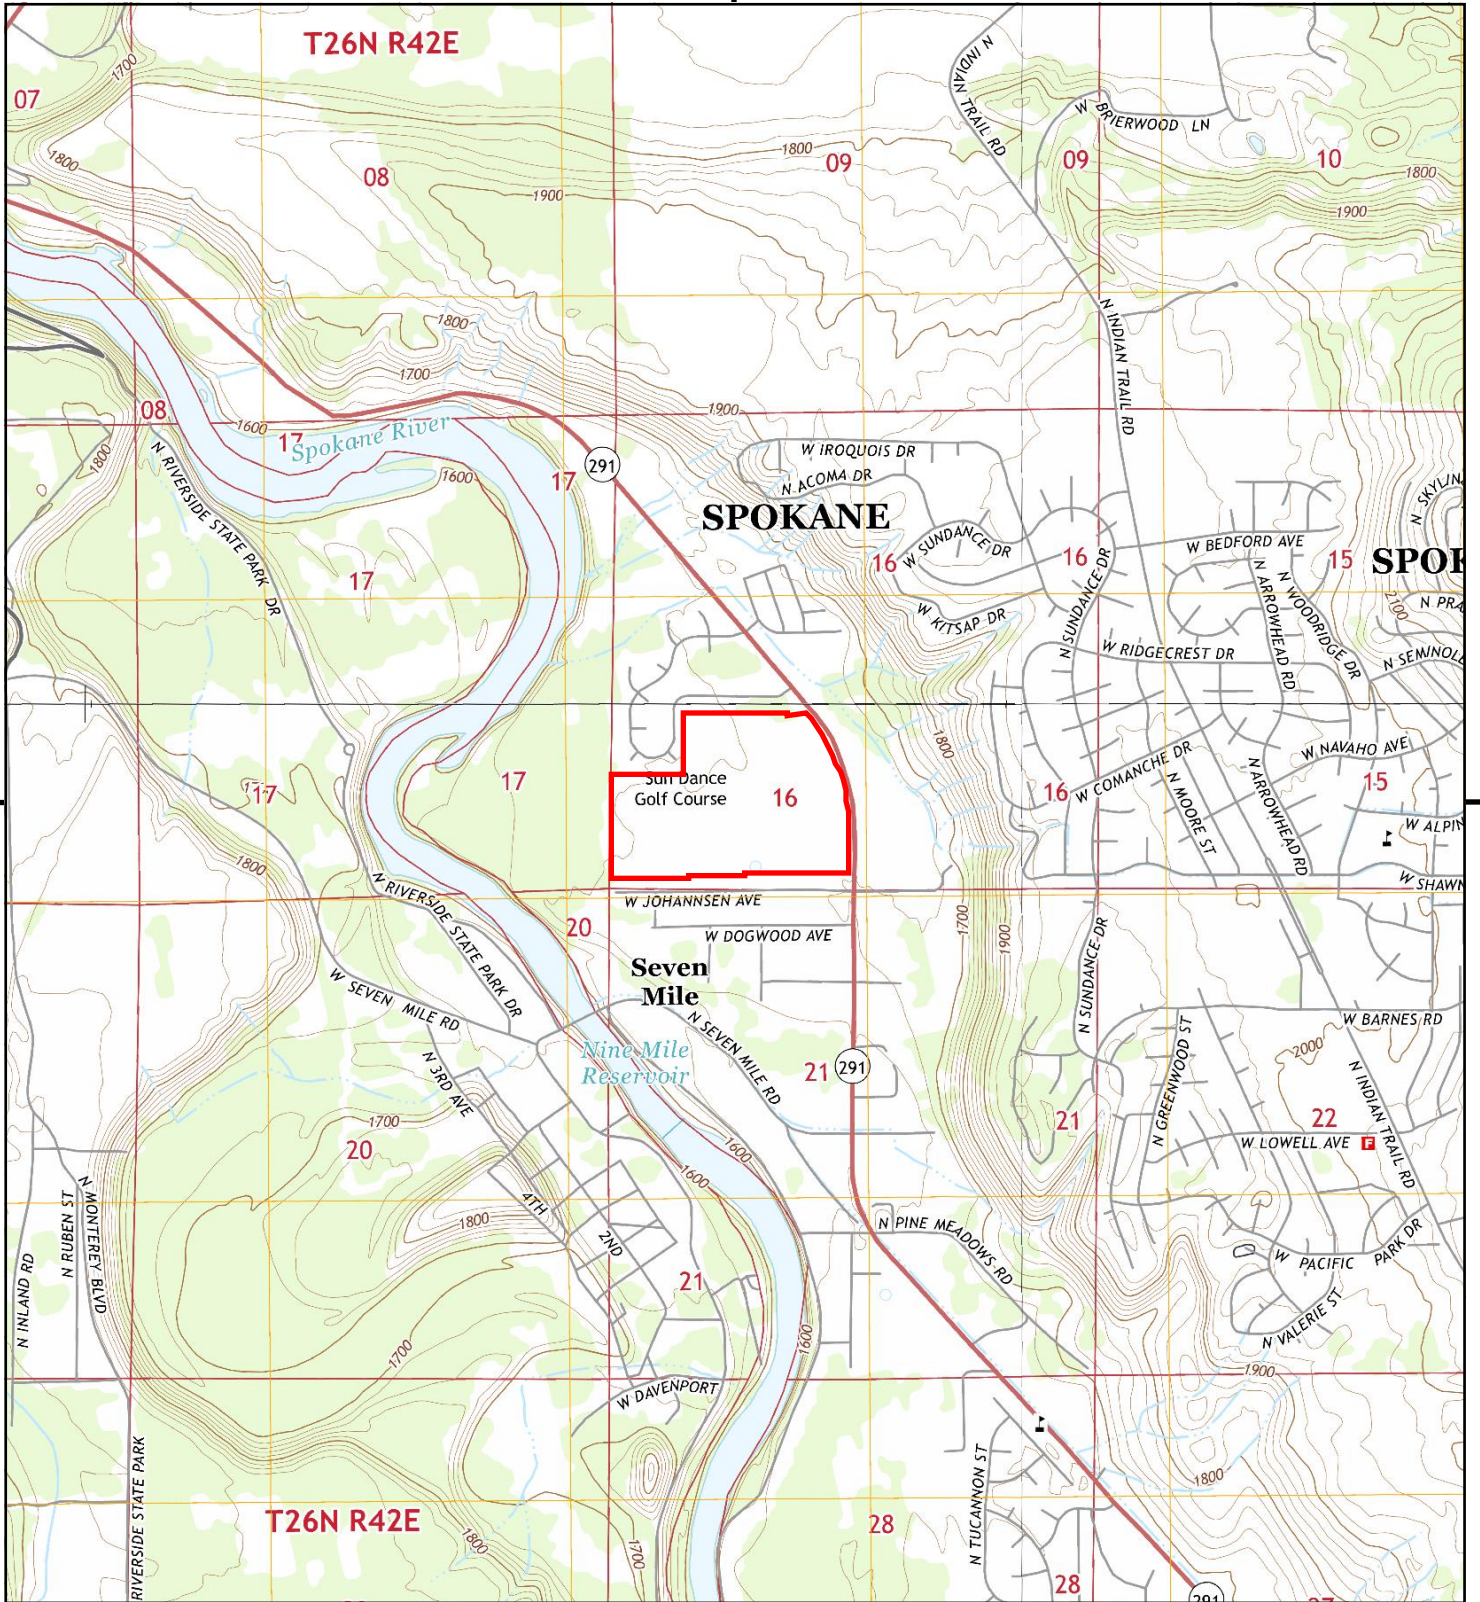 T26N R42E
N INDIAN TRAIL RD
N
1700
07
W BRIERWOOD LN
1800
08
1800
09
09
10
1800
1900
1900
1800
N INDIAN TRAIL RD
1700
08
1600
17
Spokane River
1900
291
W IROQUOIS DR
1800
N RIVERSIDE STATE PARK DR
1600
17
N ACOMA DR
N SKYLIN
SPOKANE
W SUNDANCE DR
W BEDFORD AVE
17
16
16
15
SPOK
N SUNDANCE DR
N ARROWHEAD RD
N WOODRIDGE DR
2100
N PRA
W KITSAP DR
W RIDGECREST DR
N SEMINOLE
1800
W NAVAHO AVE
17
17
Sun Dance
Golf Course
16
16
W COMANCHE DR
N MOORE ST
N ARROWHEAD RD
15
W ALPIN
1800
N RIVERSIDE STATE PARK DR
W SHAWN
W JOHANNSEN AVE
20
W DOGWOOD AVE
1700
1900
N SUNDANCE DR
Seven
Mile
W SEVEN MILE RD
N SEVEN MILE RD
W BARNES RD
Nine Mile
Reservoir
2000
N 3RD AVE
21
291
N GREENWOOD ST
N INDIAN TRAIL RD
1700
21
22
20
1600
W LOWELL AVE
F
1600
N RUBEN ST
N MONTEREY BLVD
4TH
1800
2ND
N PINE MEADOWS RD
W PACIFIC PARK DR
N INLAND RD
21
1600
N VALERIE ST
1700
1900
W DAVENPORT
RIVERSIDE STATE PARK
N TUCANNON ST
1800
T26N R42E
1800
1700
28
28
291
27